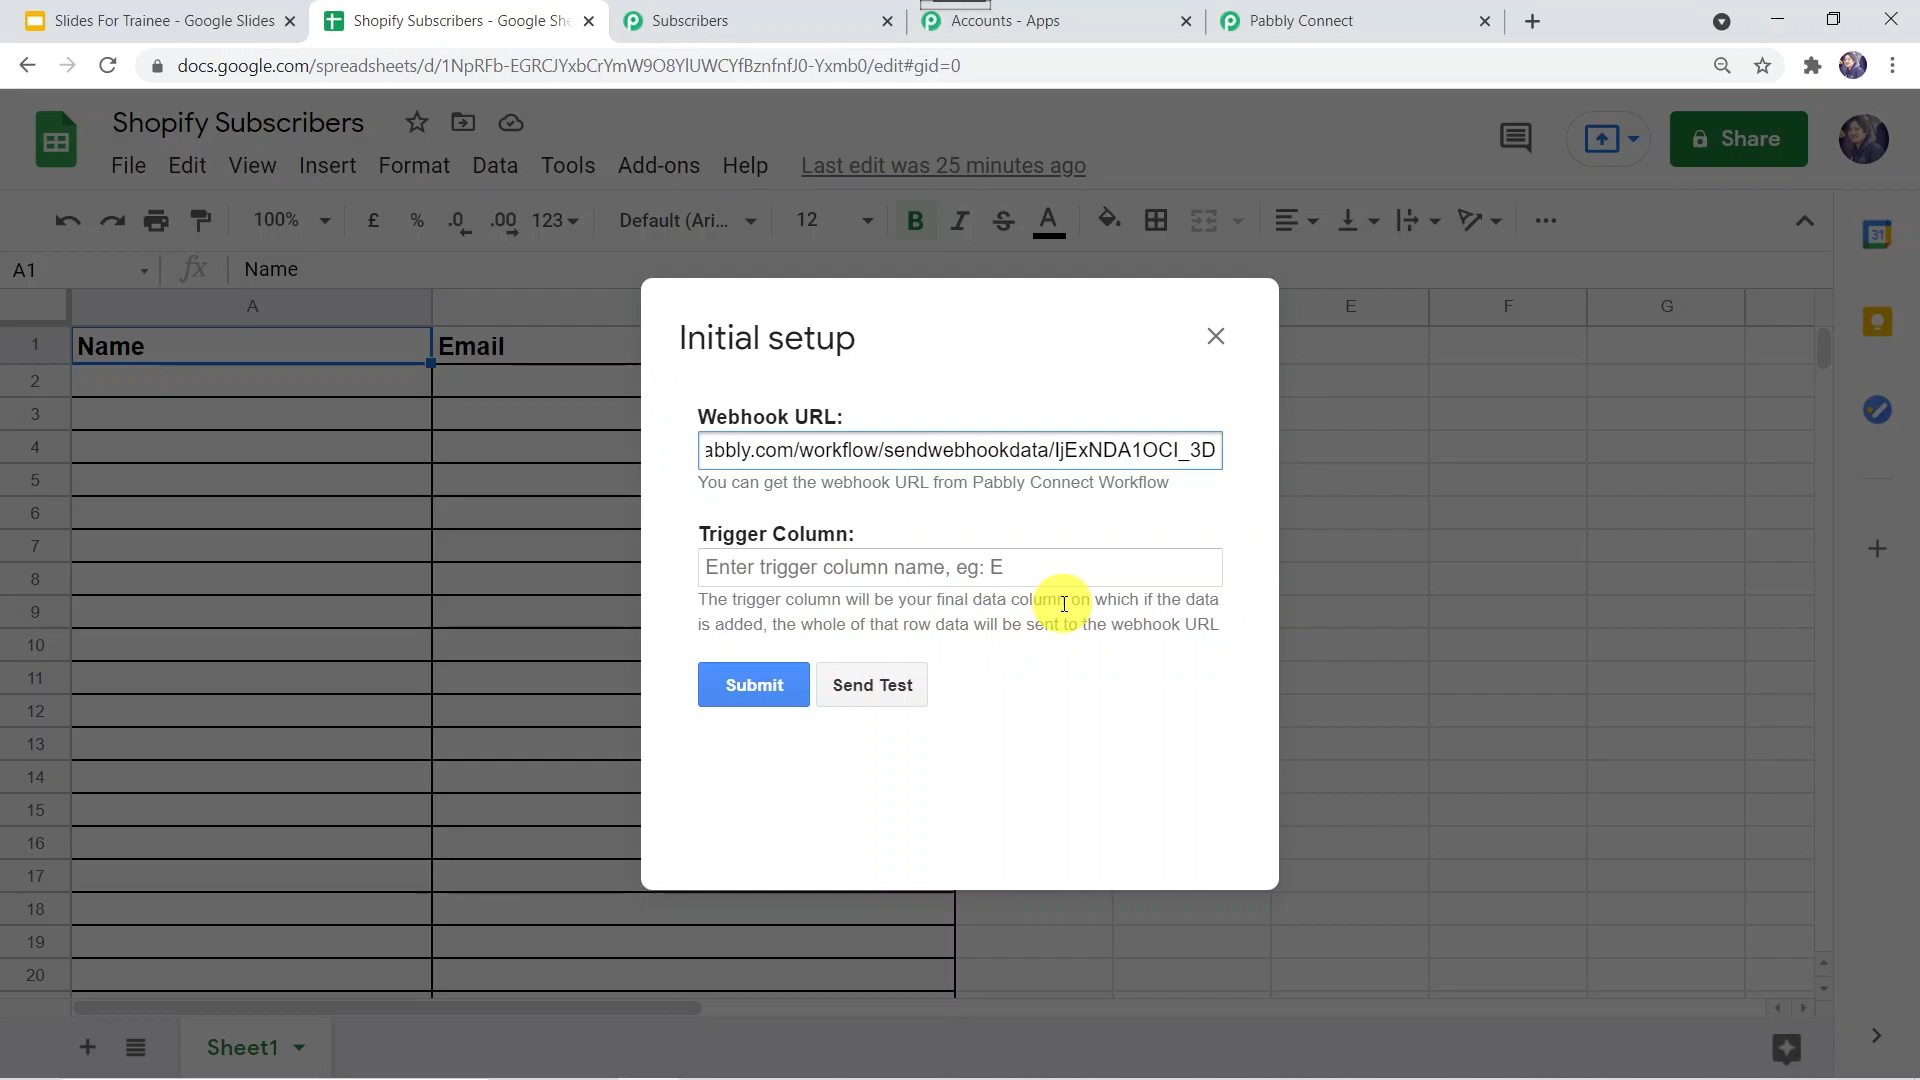 Slides For Trainee - Google Slides
Shopify Subscribers - Google She
Subscribers
Accounts - Apps
Pabbly Connect
docs.google.com/spreadsheets/d/1NpRFb-EGRCJYxbCrYmW9O8YlUWCYfBznfnfJ0-Yxmb0/edit#gid=0
Shopify Subscribers
Share
File Edit View Insert Format Data Tools Add-ons Help Last edit was 25 minutes ago
100% £ % .0 .00 123 Default (Ari... 12 B I S A
31
A1 fx Name
A E F G
Initial setup
1 Name Email
2
3
Webhook URL:
4
abbly.com/workflow/sendwebhookdata/IjExNDA1OCI_3D
You can get the webhook URL from Pabbly Connect Workflow
5
6
Trigger Column:
7
Enter trigger column name, eg: E
8
The trigger column will be your final data column on which if the data
9
is added, the whole of that row data will be sent to the webhook URL
10
11
Submit Send Test
12
13
14
15
16
17
18
19
20
Sheet1